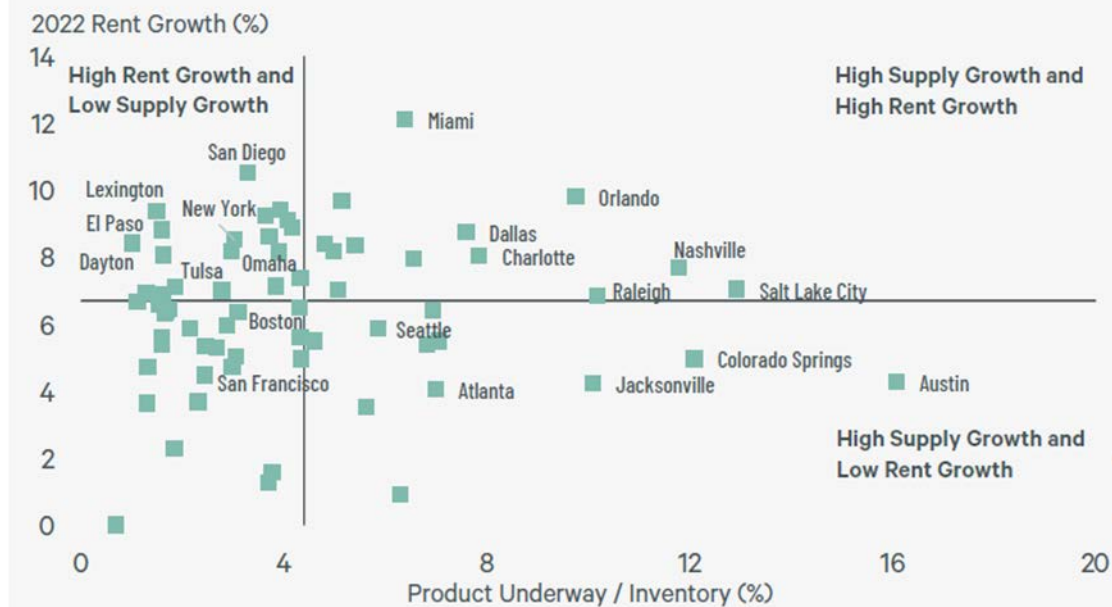 2022 Rent Growth (%)
14
High Rent Growth and
Low Supply Growth
High Supply Growth and
High Rent Growth
12
Miami
San Diego
10
Lexington
Orlando
New York
El Paso
Dallas
8
Charlotte
Nashville
Dayton
Tulsa
Omaha
Raleigh
Salt Lake City
6
Boston
Seattle
Colorado Springs
San Francisco
4
Atlanta
Jacksonville
Austin
High Supply Growth and
Low Rent Growth
2
0
0 4 8 12 16 20
Product Underway / Inventory (%)